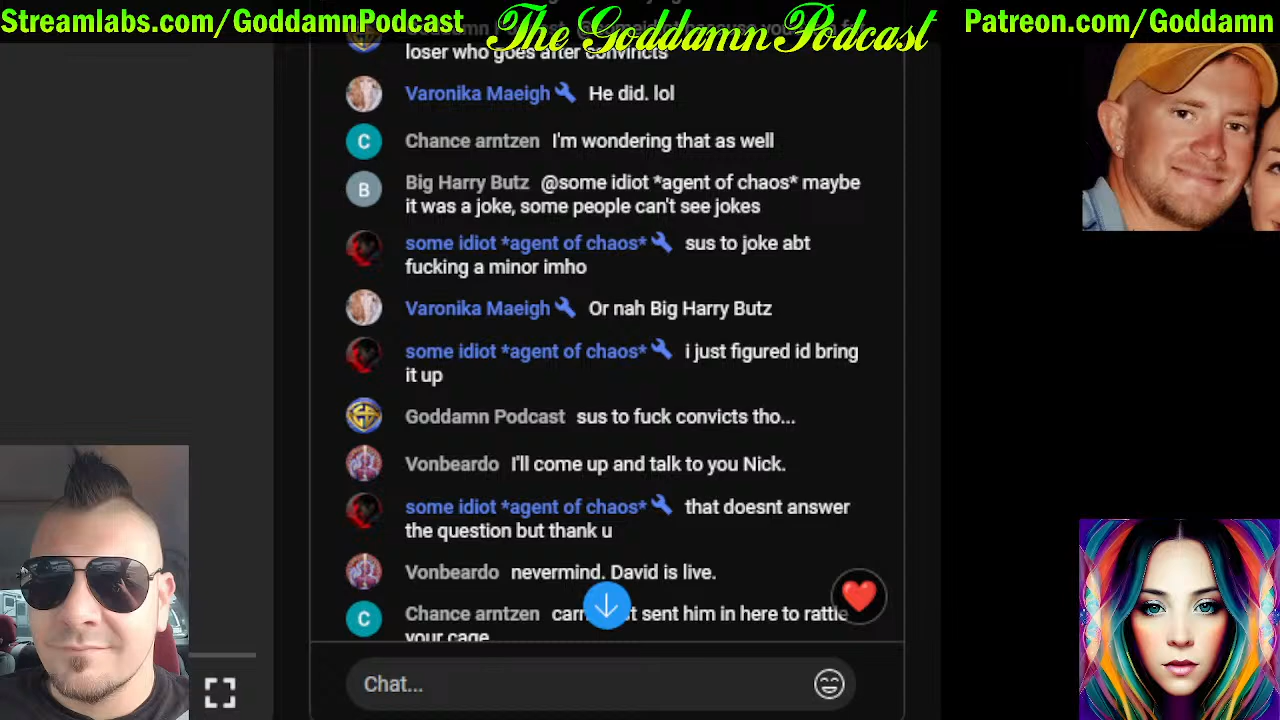 Streamlabs.com/GoddamnPodcast
The Goddamn Podcast
Patreon.com/Goddamn
loser who goes after convicts
Varonika Maeigh He did. lol
C
Chance arntzen I'm wondering that as well
B
Big Harry Butz @some idiot *agent of chaos* maybe
it was a joke, some people can't see jokes
some idiot *agent of chaos* sus to joke abt
fucking a minor imho
Varonika Maeigh Or nah Big Harry Butz
some idiot *agent of chaos* i just figured id bring
it up
Goddamn Podcast sus to fuck convicts tho...
Vonbeardo I'll come up and talk to you Nick.
some idiot *agent of chaos* that doesnt answer
the question but thank u
Vonbeardo nevermind. David is live.
C
Chance arntzen sent him in here to rattle
your cage
Chat...